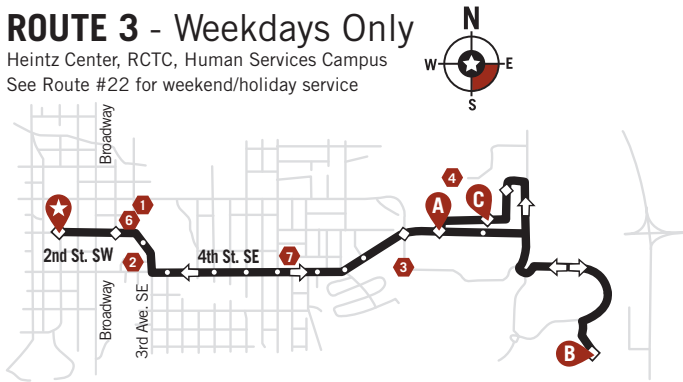 ROUTE 3 - Weekdays Only
Heintz Center, RCTC, Human Services Campus
See Route #22 for weekend/holiday service
N
W
E
S
Broadway
4
1
A
C
6
2nd St. SW
2
4th St. SE
7
3
Broadway
3rd Ave. SE
B